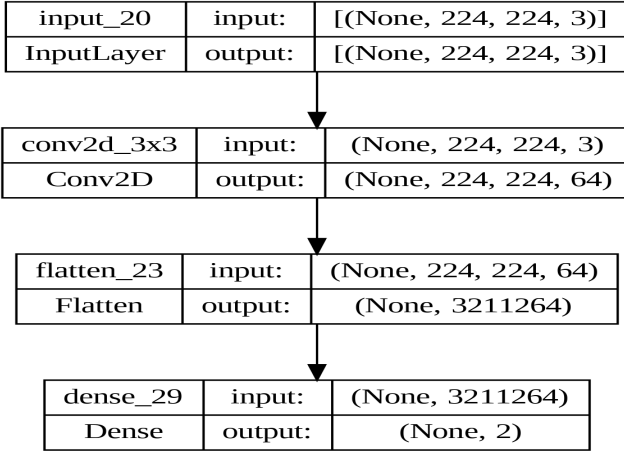 input_20 input: [(None, 224, 224, 3)]
InputLayer output: [(None, 224, 224, 3)]
conv2d_3x3 input: (None, 224, 224, 3)
Conv2D output: (None, 224, 224, 64)
flatten_23 input: (None, 224, 224, 64)
Flatten output: (None, 3211264)
dense_29 input: (None, 3211264)
Dense output: (None, 2)